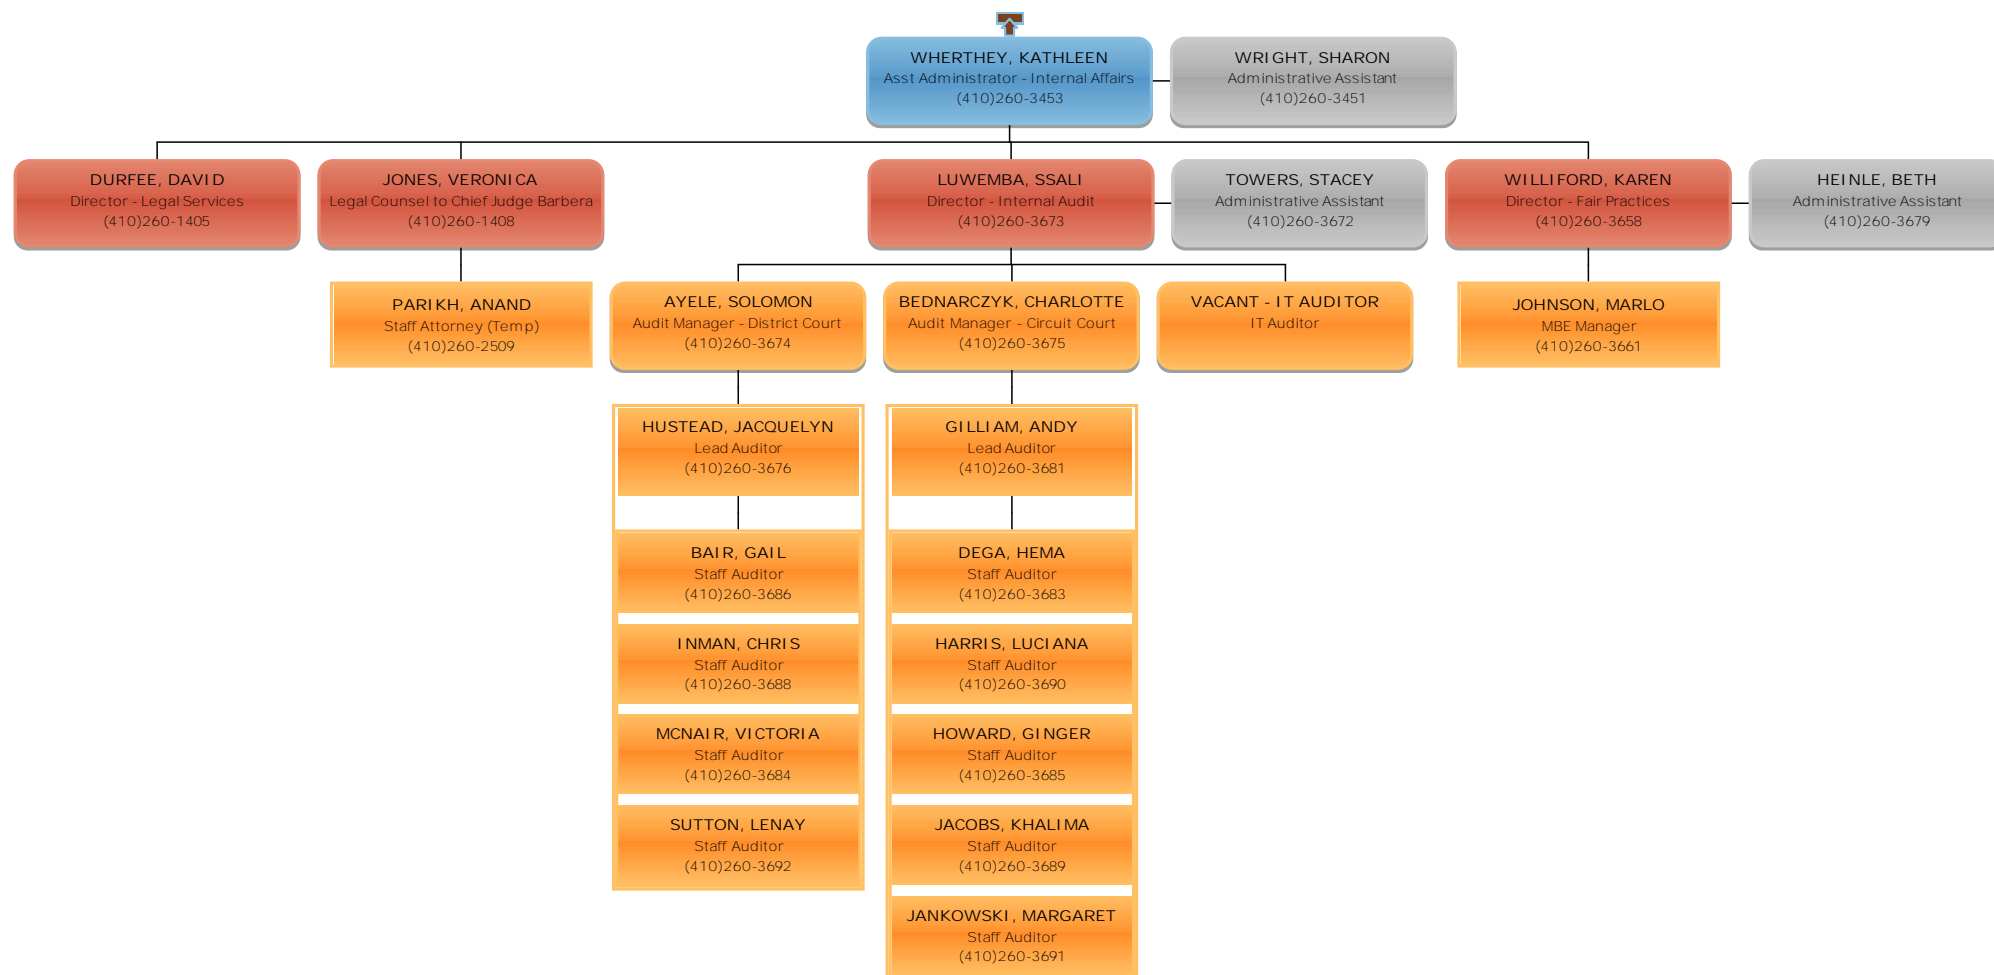 WHERTHEY, KATHLEEN
Asst Administrator - Internal Affairs
(410)260-3453
WRIGHT, SHARON
Administrative Assistant
(410)260-3451
DURFEE, DAVID
Director - Legal Services
(410)260-1405
JONES, VERONICA
Legal Counsel to Chief Judge Barbera
(410)260-1408
LUWEMBA, SSALI
Director - Internal Audit
(410)260-3673
TOWERS, STACEY
Administrative Assistant
(410)260-3672
WILLIFORD, KAREN
Director - Fair Practices
(410)260-3658
HEINLE, BETH
Administrative Assistant
(410)260-3679
PARIKH, ANAND
Staff Attorney (Temp)
(410)260-2509
AYELE, SOLOMON
Audit Manager - District Court
(410)260-3674
BEDNARCZYK, CHARLOTTE
Audit Manager - Circuit Court
(410)260-3675
VACANT - IT AUDITOR
IT Auditor
JOHNSON, MARLO
MBE Manager
(410)260-3661
HUSTEAD, JACQUELYN
Lead Auditor
(410)260-3676
GILLIAM, ANDY
Lead Auditor
(410)260-3681
BAIR, GAIL
Staff Auditor
(410)260-3686
DEGA, HEMA
Staff Auditor
(410)260-3683
INMAN, CHRIS
Staff Auditor
(410)260-3688
HARRIS, LUCIANA
Staff Auditor
(410)260-3690
MCNAIR, VICTORIA
Staff Auditor
(410)260-3684
HOWARD, GINGER
Staff Auditor
(410)260-3685
SUTTON, LENAY
Staff Auditor
(410)260-3692
JACOBS, KHALIMA
Staff Auditor
(410)260-3689
JANKOWSKI, MARGARET
Staff Auditor
(410)260-3691